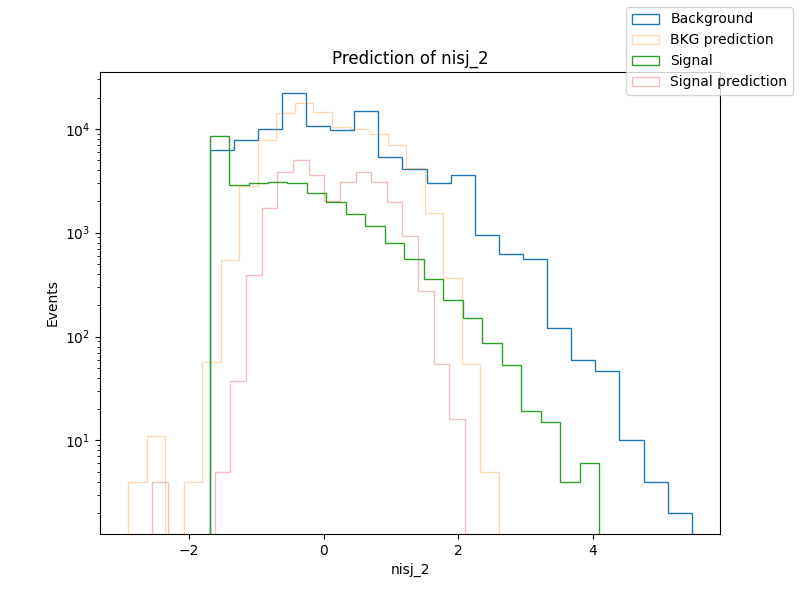 Background
BKG prediction
Signal
Signal prediction
Prediction of nisj_2
10⁴
10³
10²
10¹
Events
−2 0 2 4
nisj_2